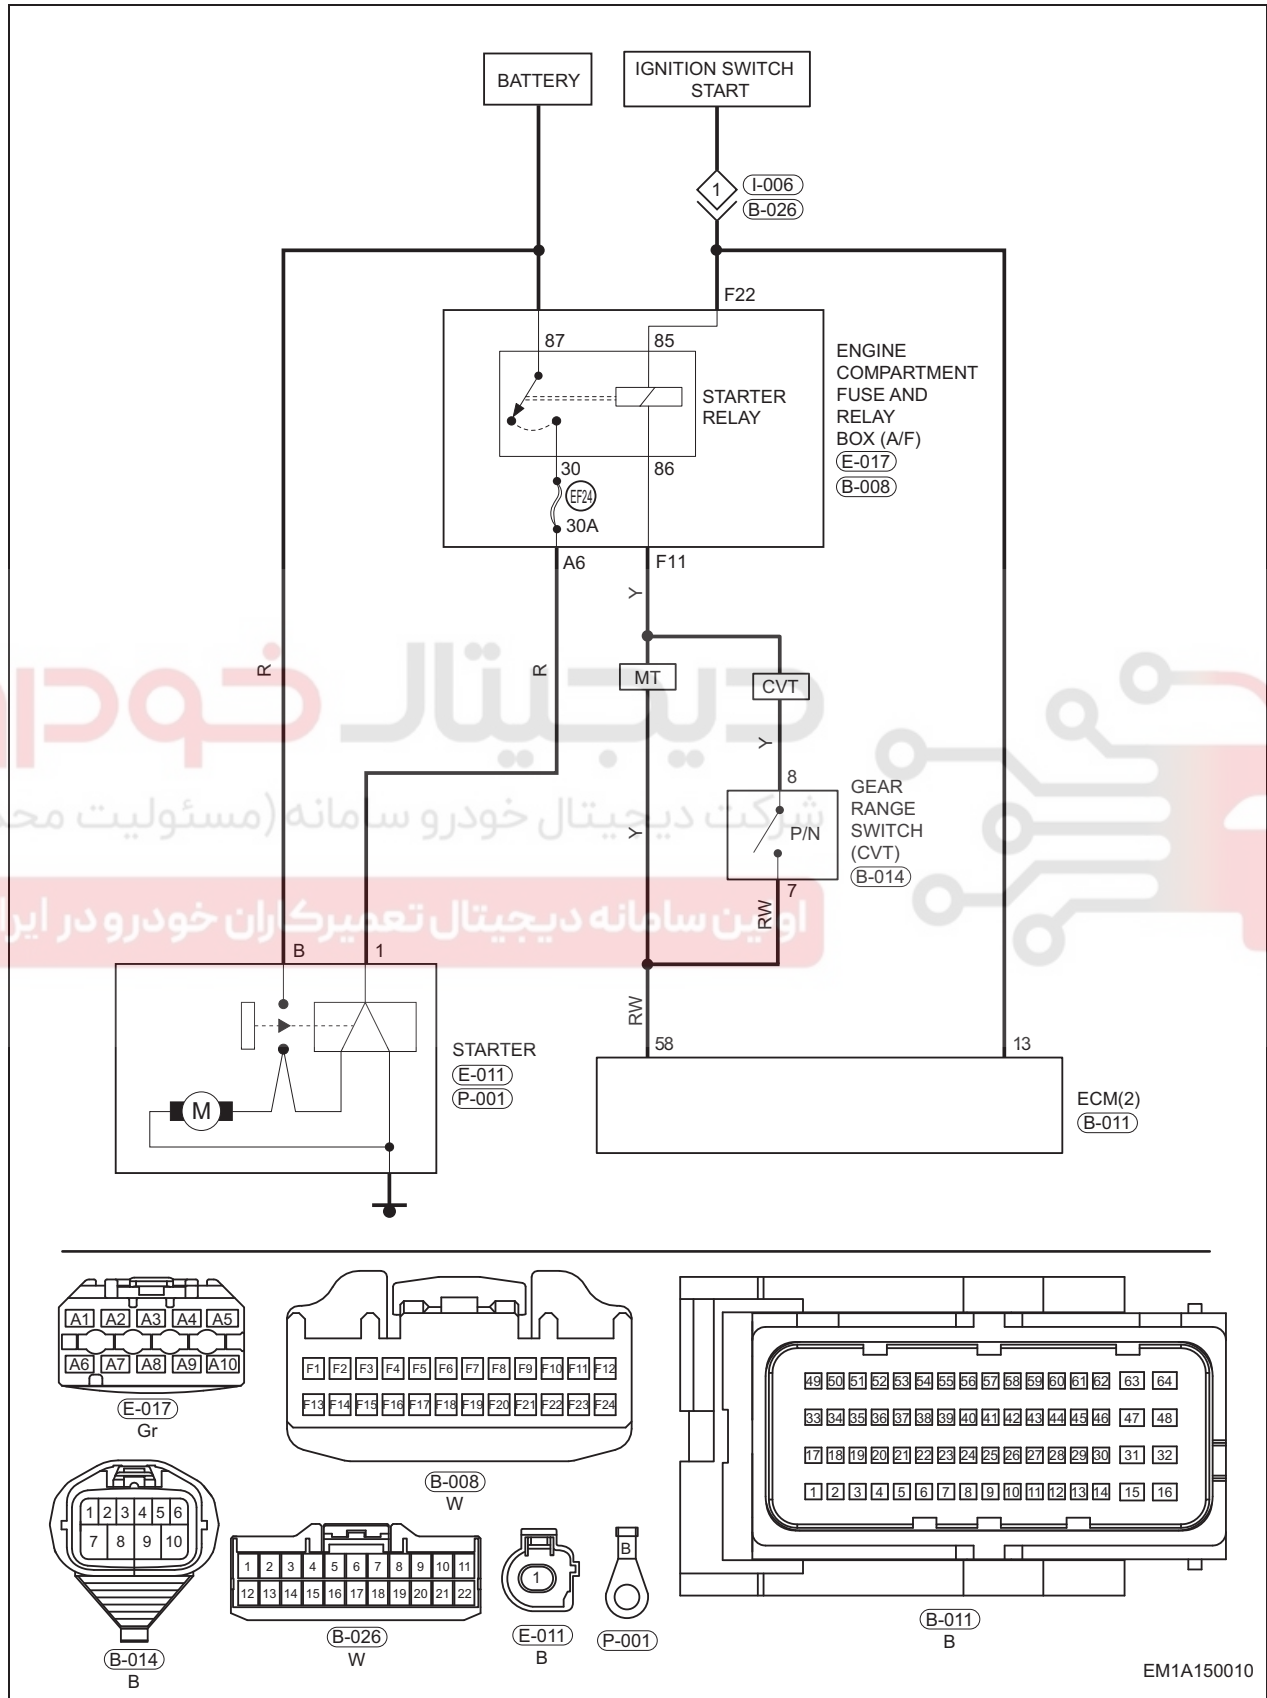 BATTERY
IGNITION SWITCH
START
1
I-006
B-026
F22
87
85
STARTER
RELAY
ENGINE
COMPARTMENT
FUSE AND
RELAY
BOX (A/F)
E-017
B-008
30
86
EF24
30A
A6
F11
Y
R
R
MT
CVT
Y
8
GEAR
RANGE
SWITCH
(CVT)
B-014
Y
P/N
7
RW
دیجیتال خودرو
شرکت دیجیتال خودرو سامانه (مسئولیت
اولین سامانه دیجیتال تعمیرکاران خودرو در
B
1
RW
58
13
STARTER
E-011
P-001
M
ECM(2)
B-011
A1 A2 A3 A4 A5
A6 A7 A8 A9 A10
E-017
Gr
F1 F2 F3 F4 F5 F6 F7 F8 F9 F10 F11 F12
F13 F14 F15 F16 F17 F18 F19 F20 F21 F22 F23 F24
B-008
W
49 50 51 52 53 54 55 56 57 58 59 60 61 62 63 64
33 34 35 36 37 38 39 40 41 42 43 44 45 46 47 48
17 18 19 20 21 22 23 24 25 26 27 28 29 30 31 32
1 2 3 4 5 6 7 8 9 10 11 12 13 14 15 16
B-011
B
1 2 3 4 5 6
7 8 9 10
B-014
B
1 2 3 4 5 6 7 8 9 10 11
12 13 14 15 16 17 18 19 20 21 22
B-026
W
1
E-011
B
B
P-001
EM1A150010